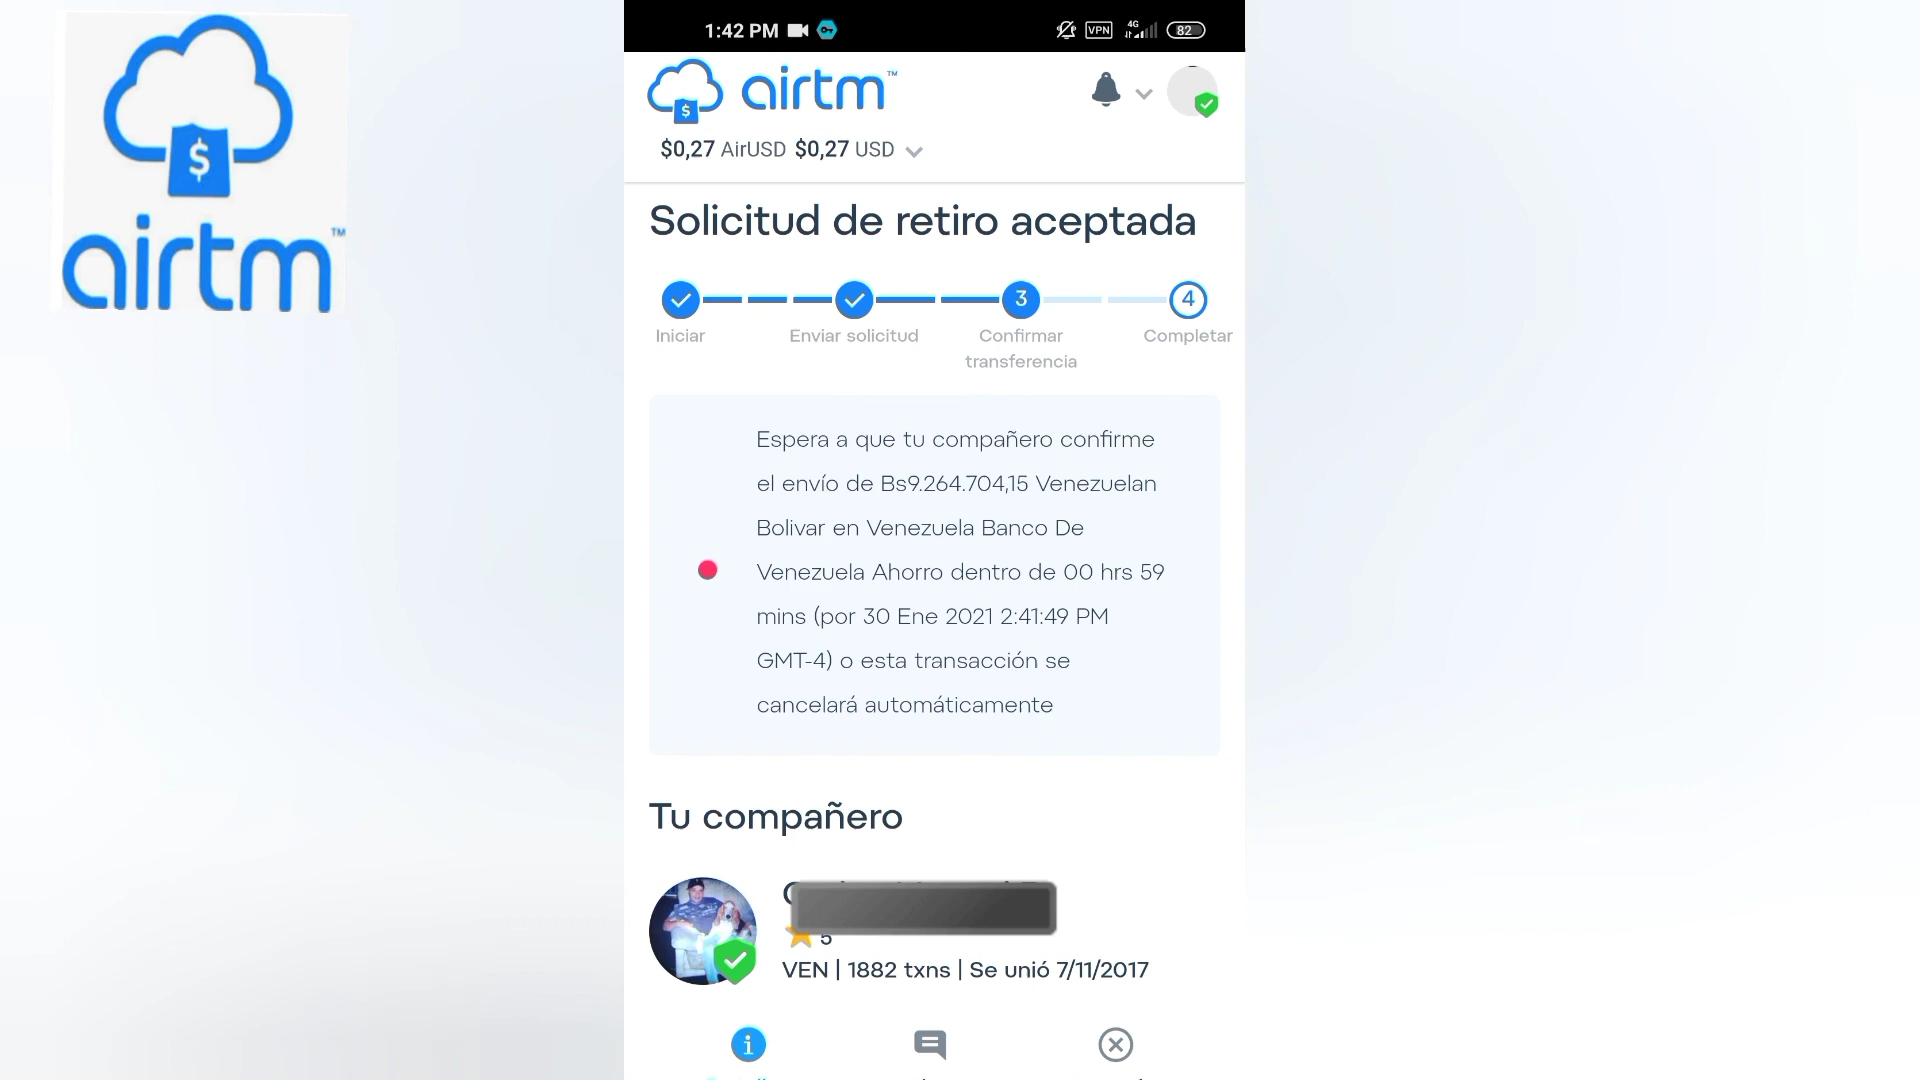 $
airtm™
1:42 PM
VPN
4G
82
$
airtm™
$0,27 AirUSD $0,27 USD
Solicitud de retiro aceptada
3
4
Iniciar
Enviar solicitud
Confirmar
transferencia
Completar
Espera a que tu compañero confirme
el envío de Bs9.264.704,15 Venezuelan
Bolivar en Venezuela Banco De
Venezuela Ahorro dentro de 00 hrs 59
mins (por 30 Ene 2021 2:41:49 PM
GMT-4) o esta transacción se
cancelará automáticamente
Tu compañero
5
VEN | 1882 txns | Se unió 7/11/2017